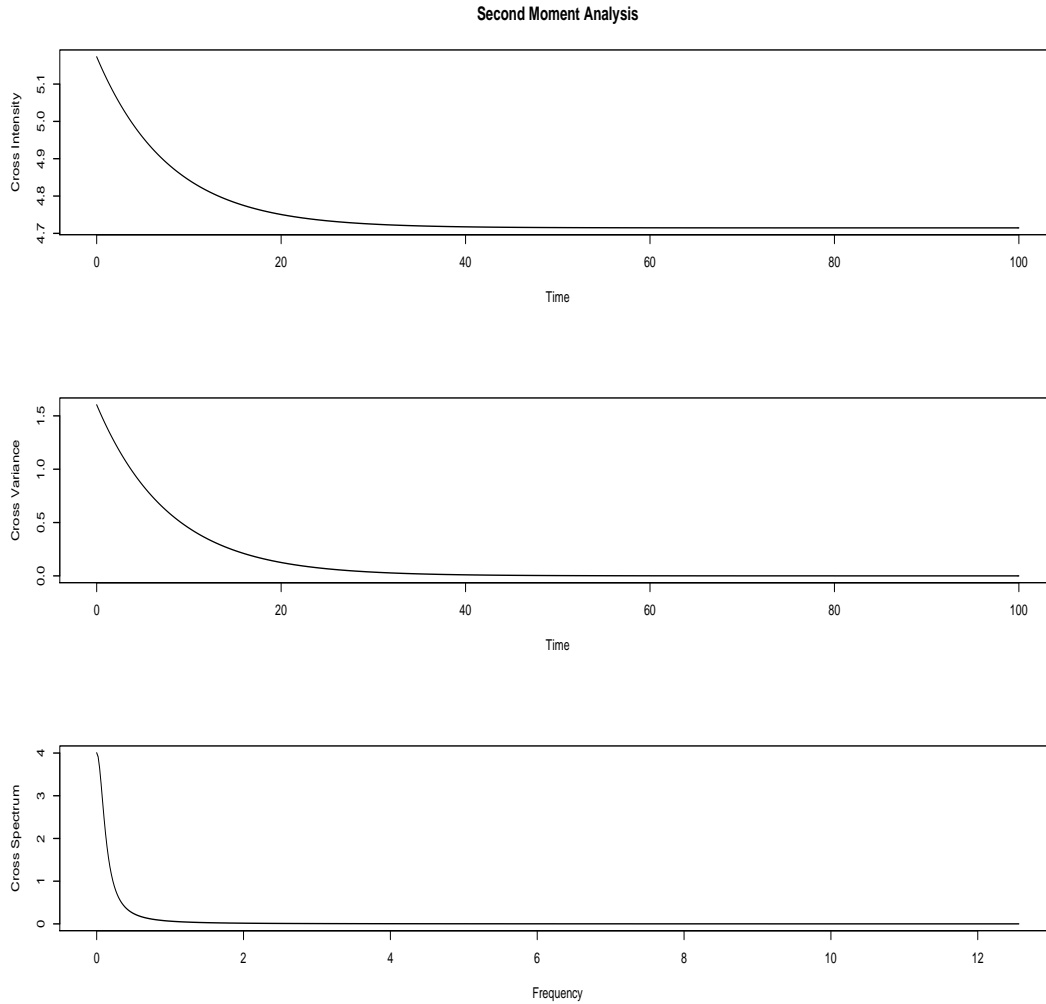 Second Moment Analysis
Cross Intensity
5.1
5.0
4.9
4.8
4.7
0 20 40 60 80 100
Time
Cross Variance
1.5
1.0
0.5
0.0
0 20 40 60 80 100
Time
Cross Spectrum
4
3
2
1
0
0 2 4 6 8 10 12
Frequency